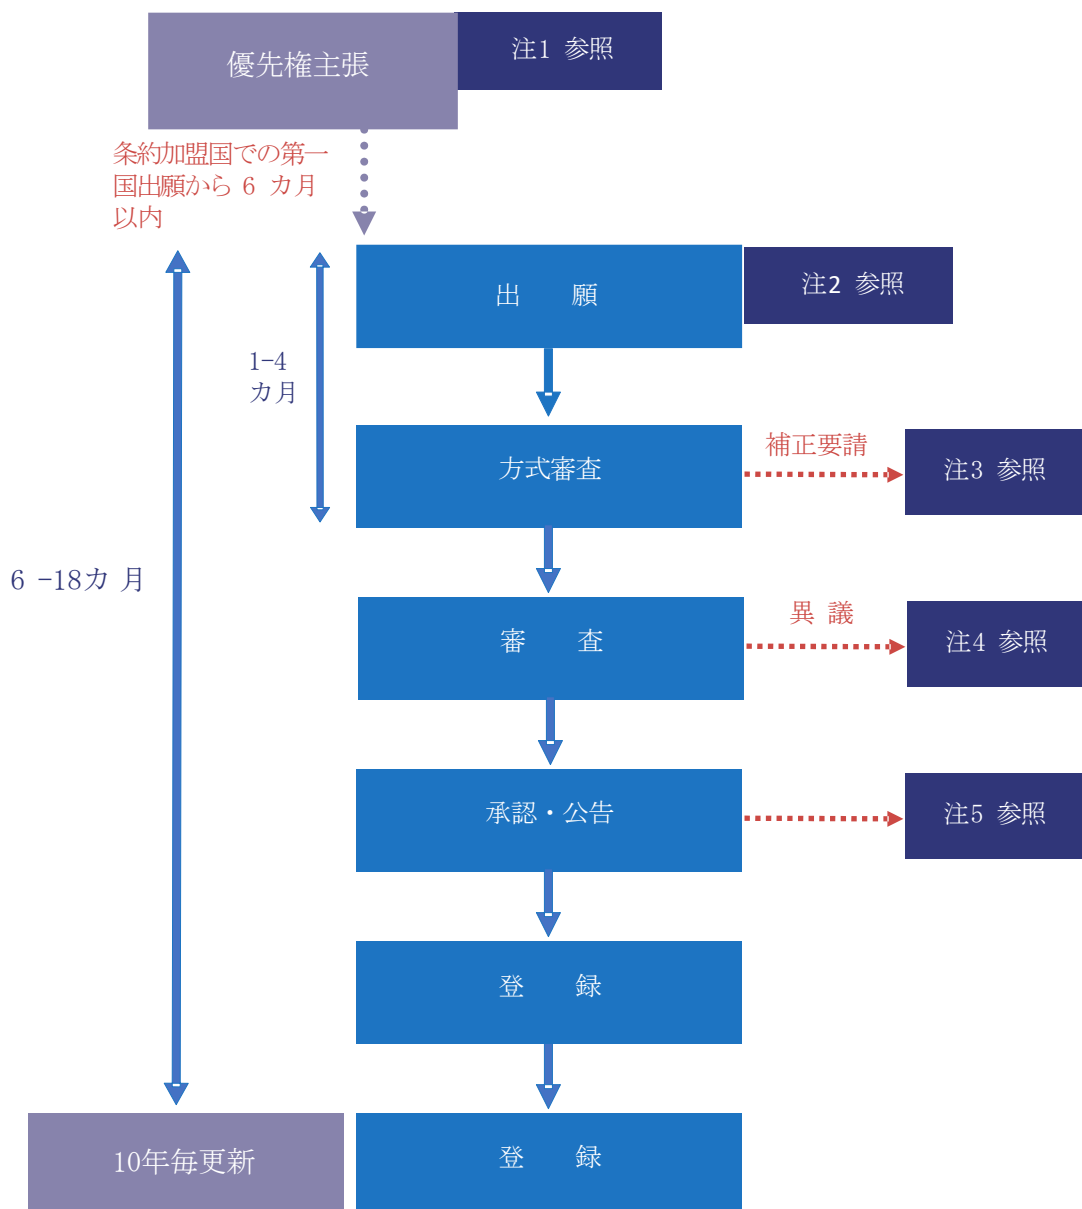 優先権主張
注1 参照
条約加盟国での第一
国出願から 6 カ月
以内
出 願
注2 参照
1-4
カ月
方式審査
補正要請
注3 参照
6 -18カ 月
審 査
異 議
注4 参照
承認・公告
注5 参照
登 録
10年毎更新
登 録